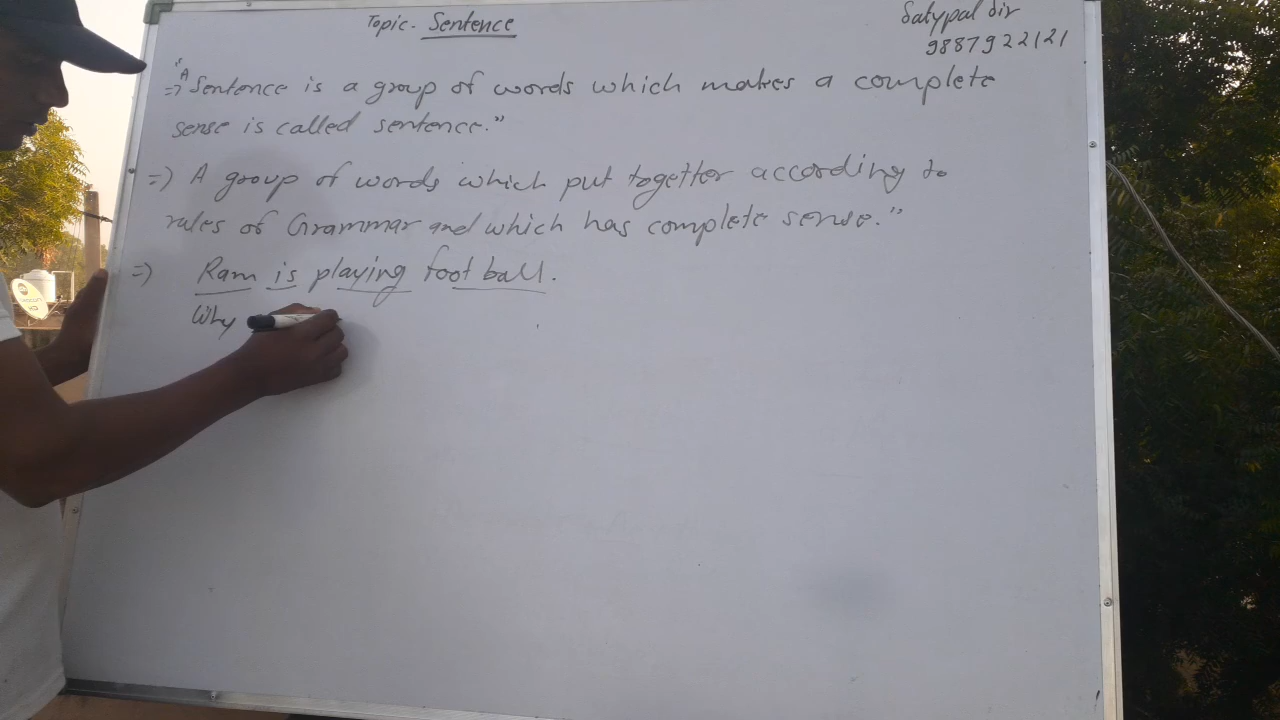 Topic. Sentence
Satypal sir
9887922121
⇒ "A Sentence is a group of words which makes a complete
sense is called sentence."
⇒) A group of words which put together according to
rules of Grammar and which has complete sense."
⇒) Ram is playing foot ball.
Why